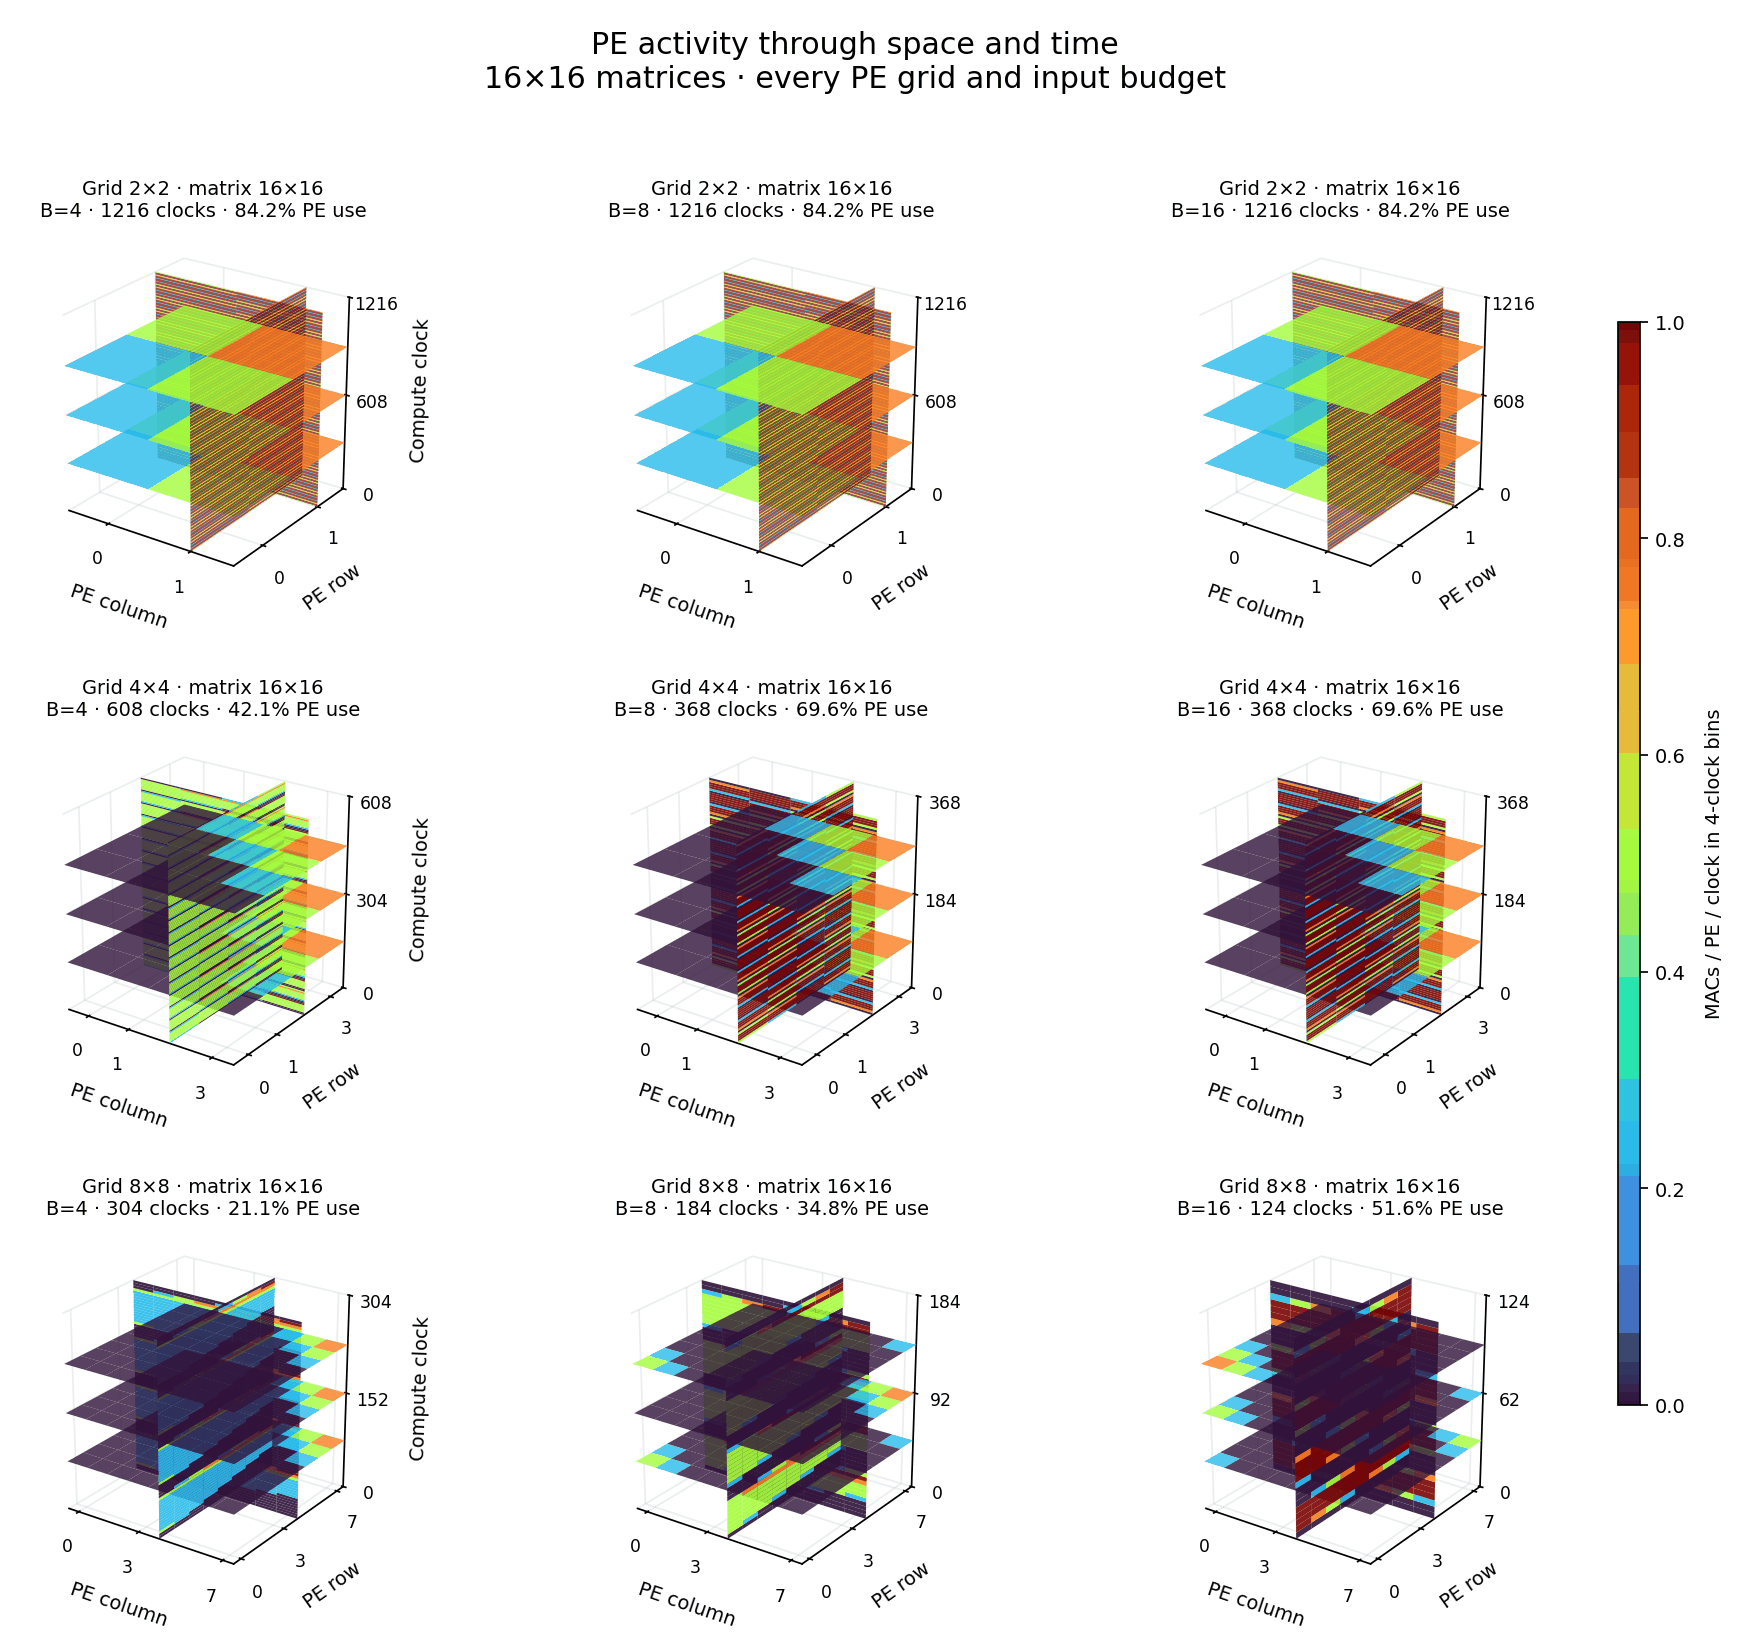 PE activity through space and time
16×16 matrices · every PE grid and input budget
Grid 2×2 · matrix 16×16
B=4 · 1216 clocks · 84.2% PE use
1216
608
0
Compute clock
0
1
PE column
0
1
PE row
Grid 2×2 · matrix 16×16
B=8 · 1216 clocks · 84.2% PE use
1216
608
0
0
1
PE column
0
1
PE row
Grid 2×2 · matrix 16×16
B=16 · 1216 clocks · 84.2% PE use
1216
608
0
0
1
PE column
0
1
PE row
Grid 4×4 · matrix 16×16
B=4 · 608 clocks · 42.1% PE use
608
304
0
Compute clock
0
1
3
PE column
0
1
3
PE row
Grid 4×4 · matrix 16×16
B=8 · 368 clocks · 69.6% PE use
368
184
0
0
1
3
PE column
0
1
3
PE row
Grid 4×4 · matrix 16×16
B=16 · 368 clocks · 69.6% PE use
368
184
0
0
1
3
PE column
0
1
3
PE row
Grid 8×8 · matrix 16×16
B=4 · 304 clocks · 21.1% PE use
304
152
0
Compute clock
0
3
7
PE column
0
3
7
PE row
Grid 8×8 · matrix 16×16
B=8 · 184 clocks · 34.8% PE use
184
92
0
0
3
7
PE column
0
3
7
PE row
Grid 8×8 · matrix 16×16
B=16 · 124 clocks · 51.6% PE use
124
62
0
0
3
7
PE column
0
3
7
PE row
1.0
0.8
0.6
0.4
0.2
0.0
MACs / PE / clock in 4-clock bins